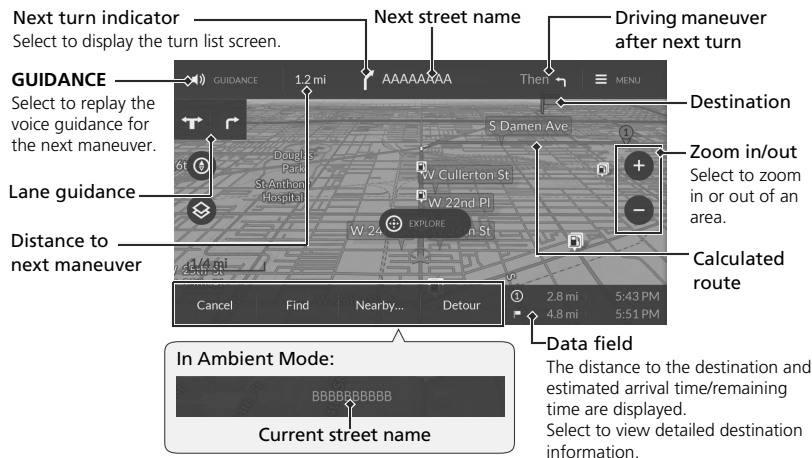 Next turn indicator
Select to display the turn list screen.
Next street name
Driving maneuver
after next turn
GUIDANCE
Select to replay the
voice guidance for
the next maneuver.
Lane guidance
Distance to
next maneuver
GUIDANCE
1.2 mi
AAAAAAAA
Then
MENU
S Damen Ave
1
Douglas
Park
St Anthony
Hospital
W Cullerton St
W 22nd Pl
W 24
EXPLORE
St
1/4 mi
Cancel
Find
Nearby...
Detour
1 2.8 mi 5:43 PM
4.8 mi 5:51 PM
Destination
Zoom in/out
Select to zoom
in or out of an
area.
Calculated
route
Data field
The distance to the destination and
estimated arrival time/remaining
time are displayed.
Select to view detailed destination
information.
In Ambient Mode:
BBBBBBBBBB
Current street name